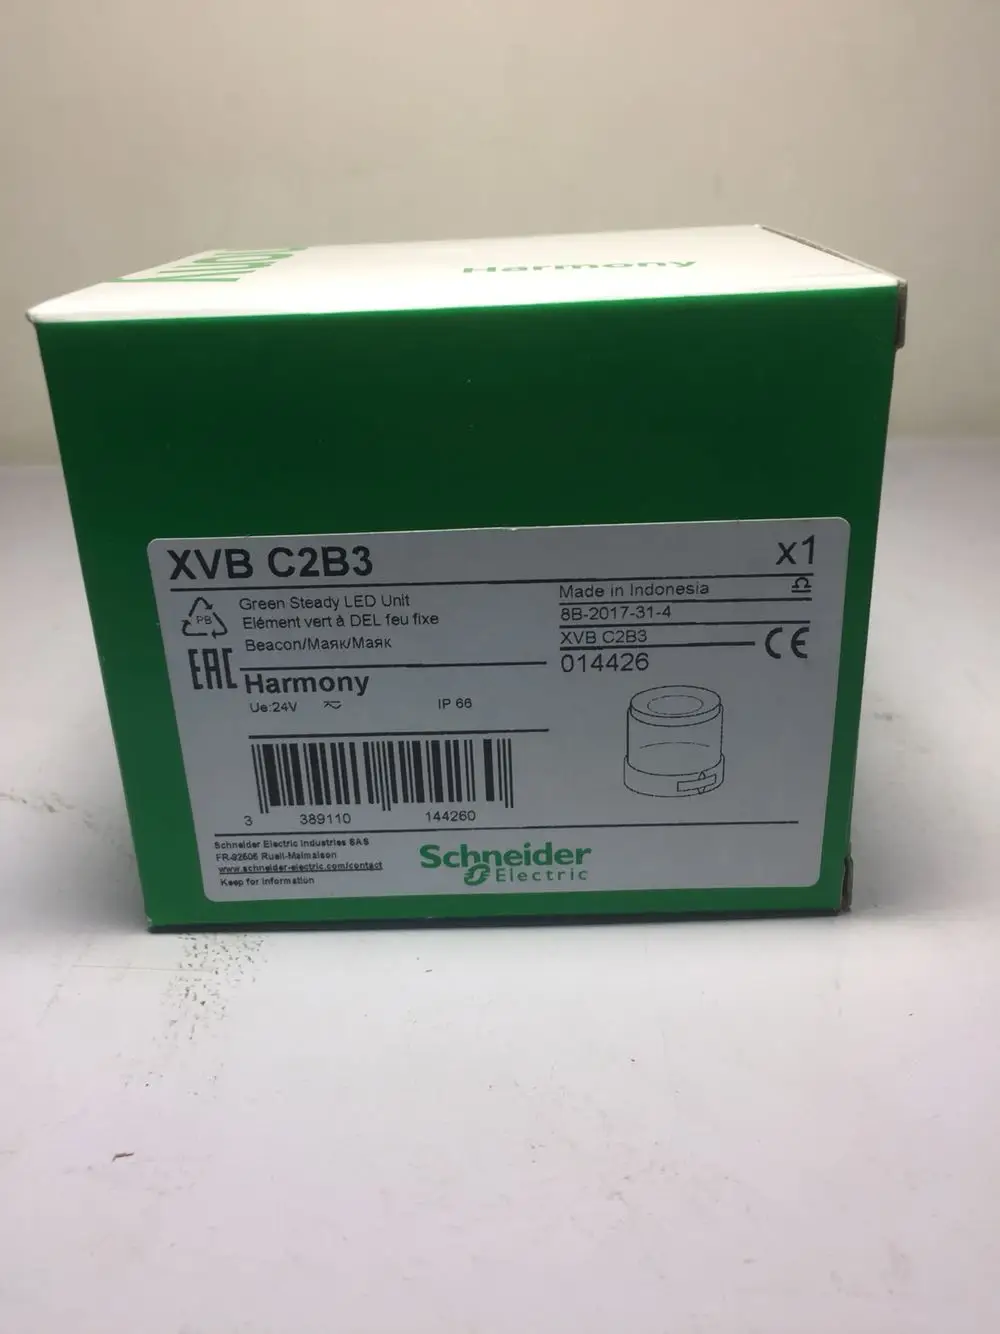 Harmony
XVB C2B3
x1
Green Steady LED Unit
Elément vert à DEL feu fixe
Beacon/Маяк/Маяк
Made in Indonesia
8B-2017-31-4
XVB C2B3
014426
CE
PB
EAC
Harmony
Ue:24V
IP 66
3 389110 144260
Schneider Electric Industries SAS
FR-92506 Rueil-Malmaison
www.schneider-electric.com/contact
Keep for information
Schneider
Electric